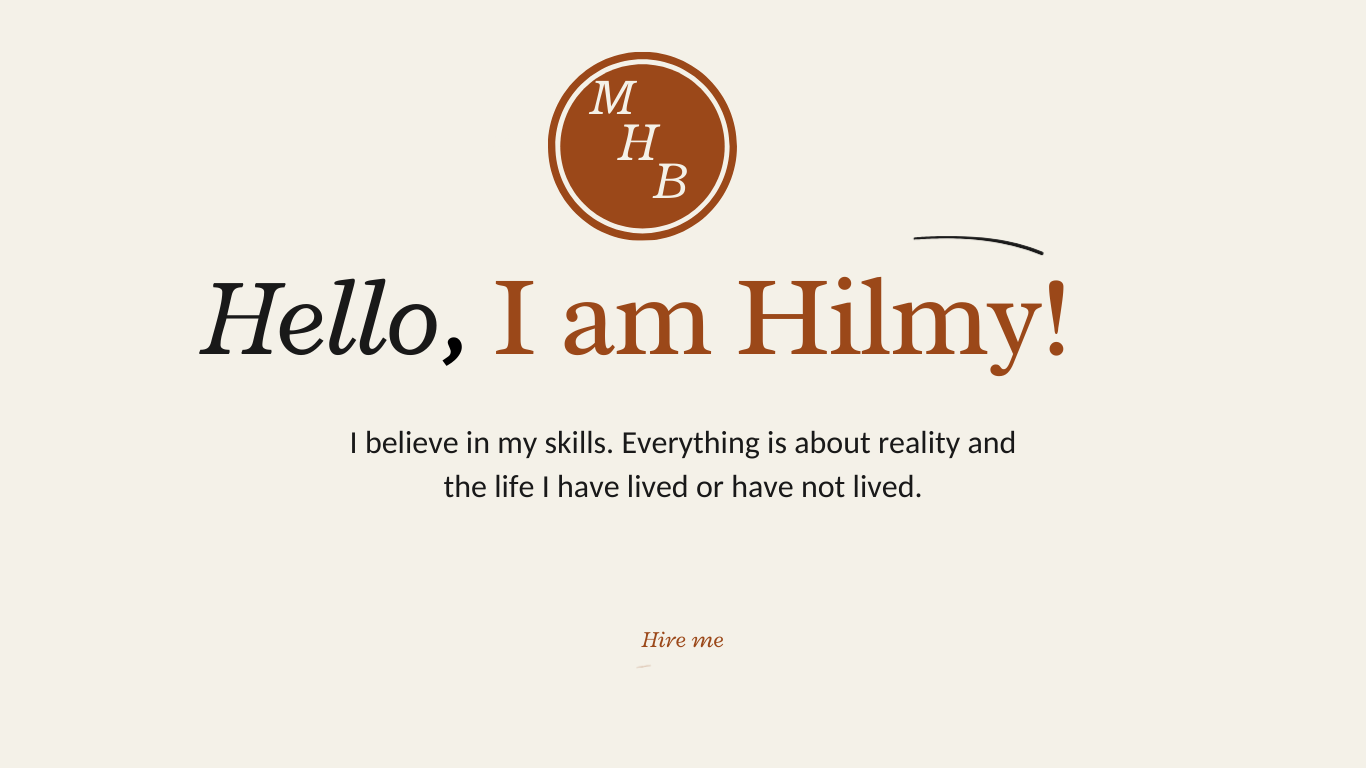 M
H
B
Hello, I am Hilmy!
I believe in my skills. Everything is about reality and
the life I have lived or have not lived.
Hire me